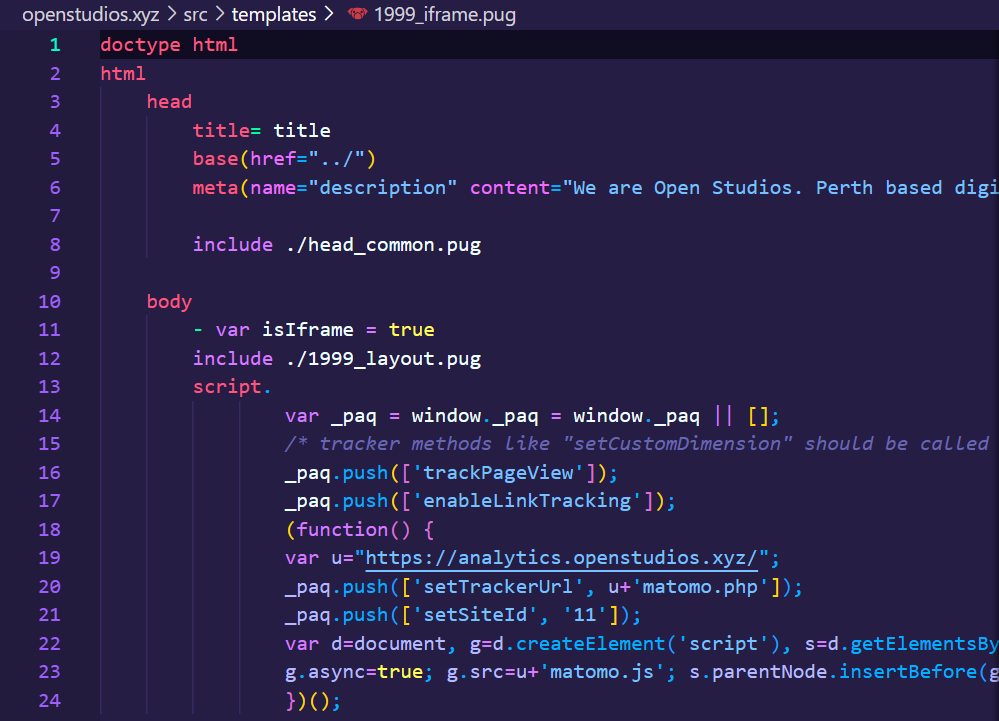 openstudios.xyz > src > templates > 1999_iframe.pug
1 doctype html
2 html
3 head
4 title= title
5 base(href="../")
6 meta(name="description" content="We are Open Studios. Perth based digi
7
8 include ./head_common.pug
9
10 body
11 - var isIframe = true
12 include ./1999_layout.pug
13 script.
14 var _paq = window._paq = window._paq || [];
15 /* tracker methods like "setCustomDimension" should be called
16 _paq.push(['trackPageView']);
17 _paq.push(['enableLinkTracking']);
18 (function() {
19 var u="https://analytics.openstudios.xyz/";
20 _paq.push(['setTrackerUrl', u+'matomo.php']);
21 _paq.push(['setSiteId', '11']);
22 var d=document, g=d.createElement('script'), s=d.getElementsBy
23 g.async=true; g.src=u+'matomo.js'; s.parentNode.insertBefore(g
24 })();